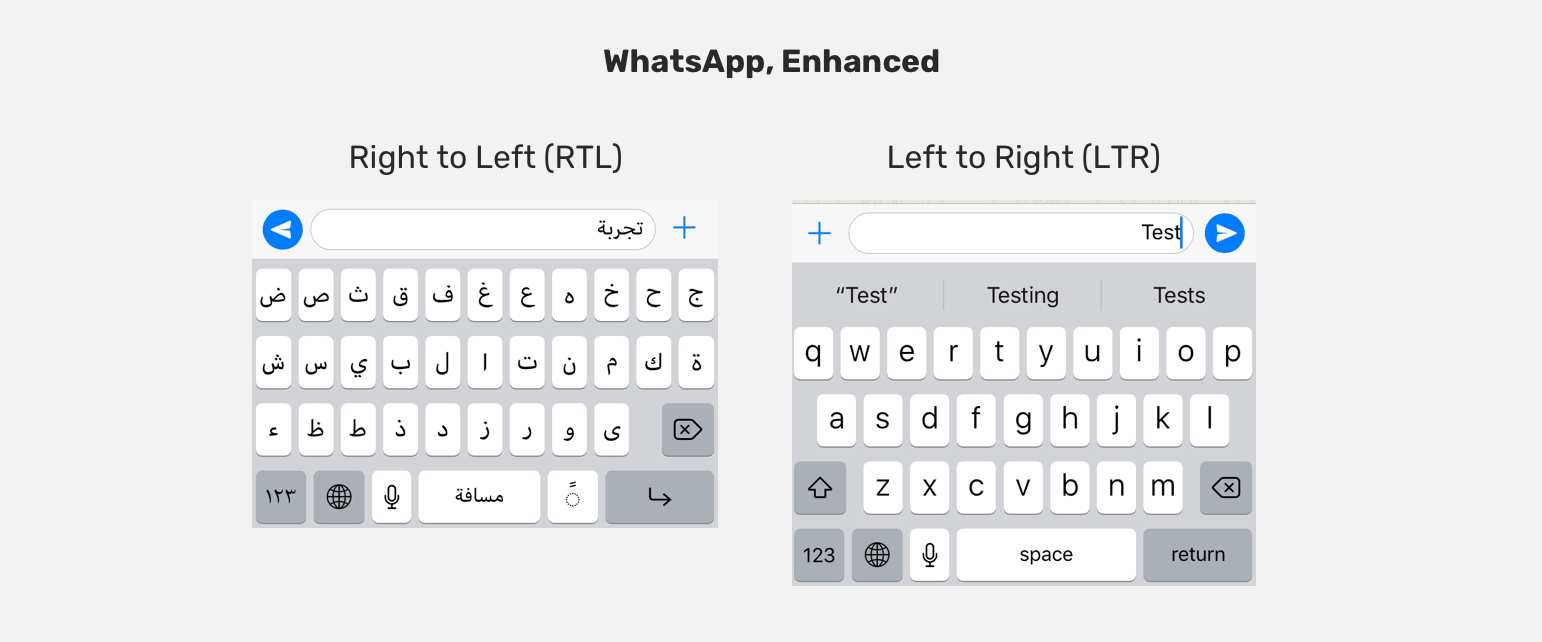 WhatsApp, Enhanced
Right to Left (RTL)
تجربة
ض ص ث ق ف غ ع ه خ ح ج
ش س ي ب ل ا ت ن م ك ة
ء ظ ط ذ د ز ر و ى
١٢٣ مسافة
Left to Right (LTR)
Test
“Test” Testing Tests
q w e r t y u i o p
a s d f g h j k l
z x c v b n m
123 space return